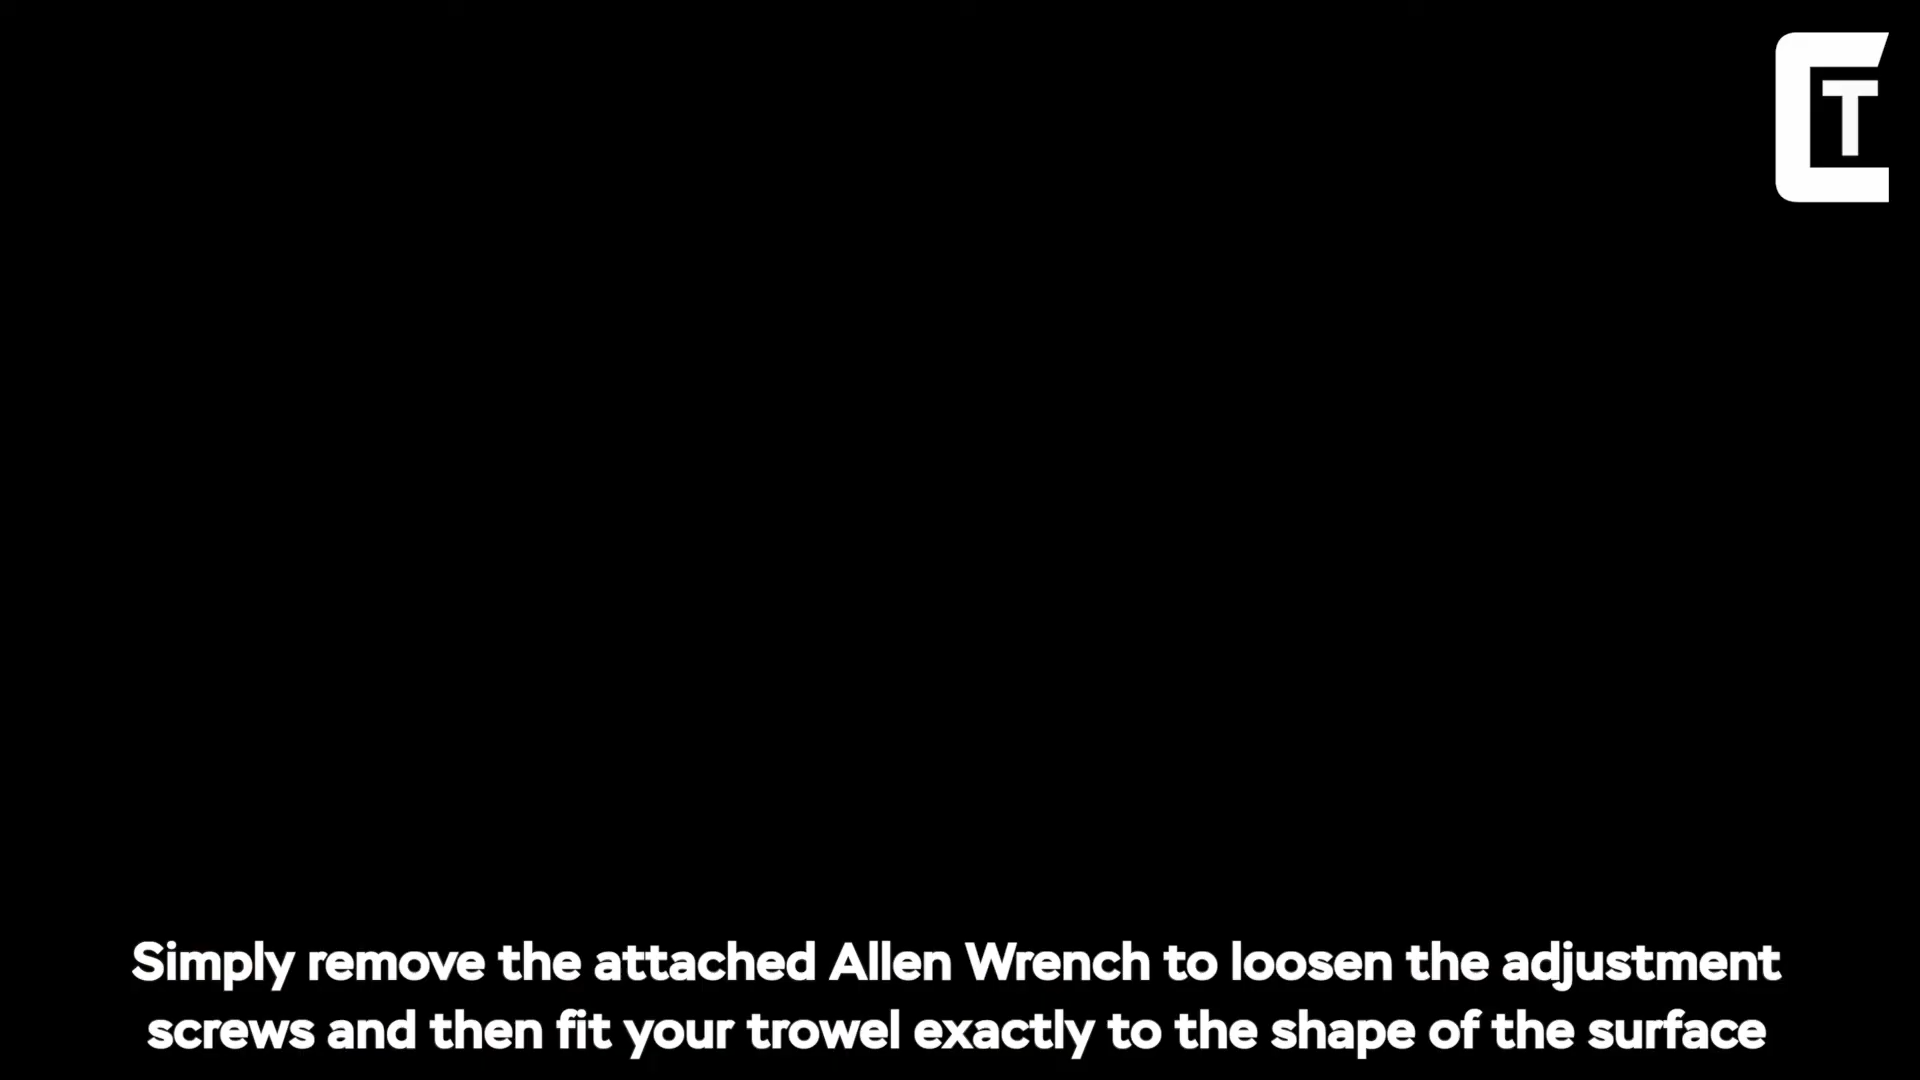 CT
Simply remove the attached Allen Wrench to loosen the adjustment
screws and then fit your trowel exactly to the shape of the surface